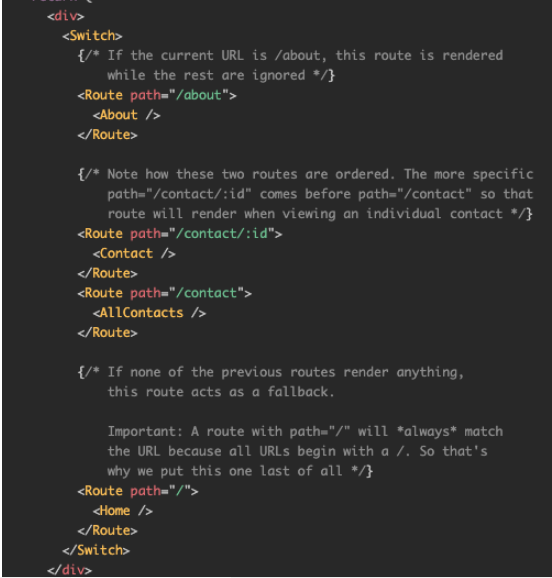 <div>
<Switch>
{/* If the current URL is /about, this route is rendered
while the rest are ignored */}
<Route path="/about">
<About />
</Route>
{/* Note how these two routes are ordered. The more specific
path="/contact/:id" comes before path="/contact" so that
route will render when viewing an individual contact */}
<Route path="/contact/:id">
<Contact />
</Route>
<Route path="/contact">
<AllContacts />
</Route>
{/* If none of the previous routes render anything,
this route acts as a fallback.
Important: A route with path="/" will *always* match
the URL because all URLs begin with a /. So that's
why we put this one last of all */}
<Route path="/">
<Home />
</Route>
</Switch>
</div>